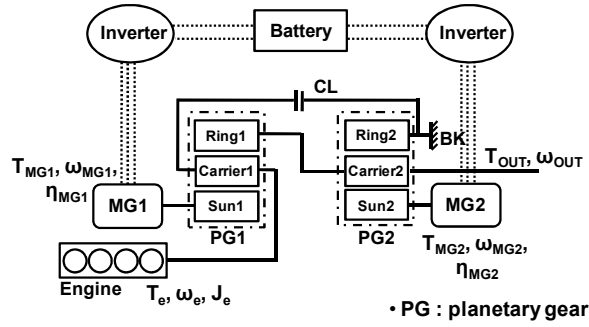 Inverter
Battery
Inverter
CL
Ring1
Ring2
BK
T_MG1, ω_MG1,
η_MG1
Carrier1
Carrier2
T_OUT, ω_OUT
MG1
Sun1
Sun2
MG2
PG1
PG2
T_MG2, ω_MG2,
η_MG2
Engine
T_e, ω_e, J_e
• PG : planetary gear